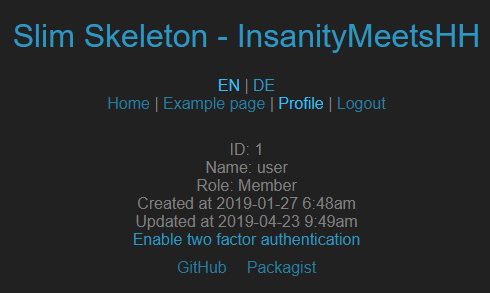 Slim Skeleton - InsanityMeetsHH
EN | DE
Home | Example page | Profile | Logout
ID: 1
Name: user
Role: Member
Created at 2019-01-27 6:48am
Updated at 2019-04-23 9:49am
Enable two factor authentication
GitHub Packagist